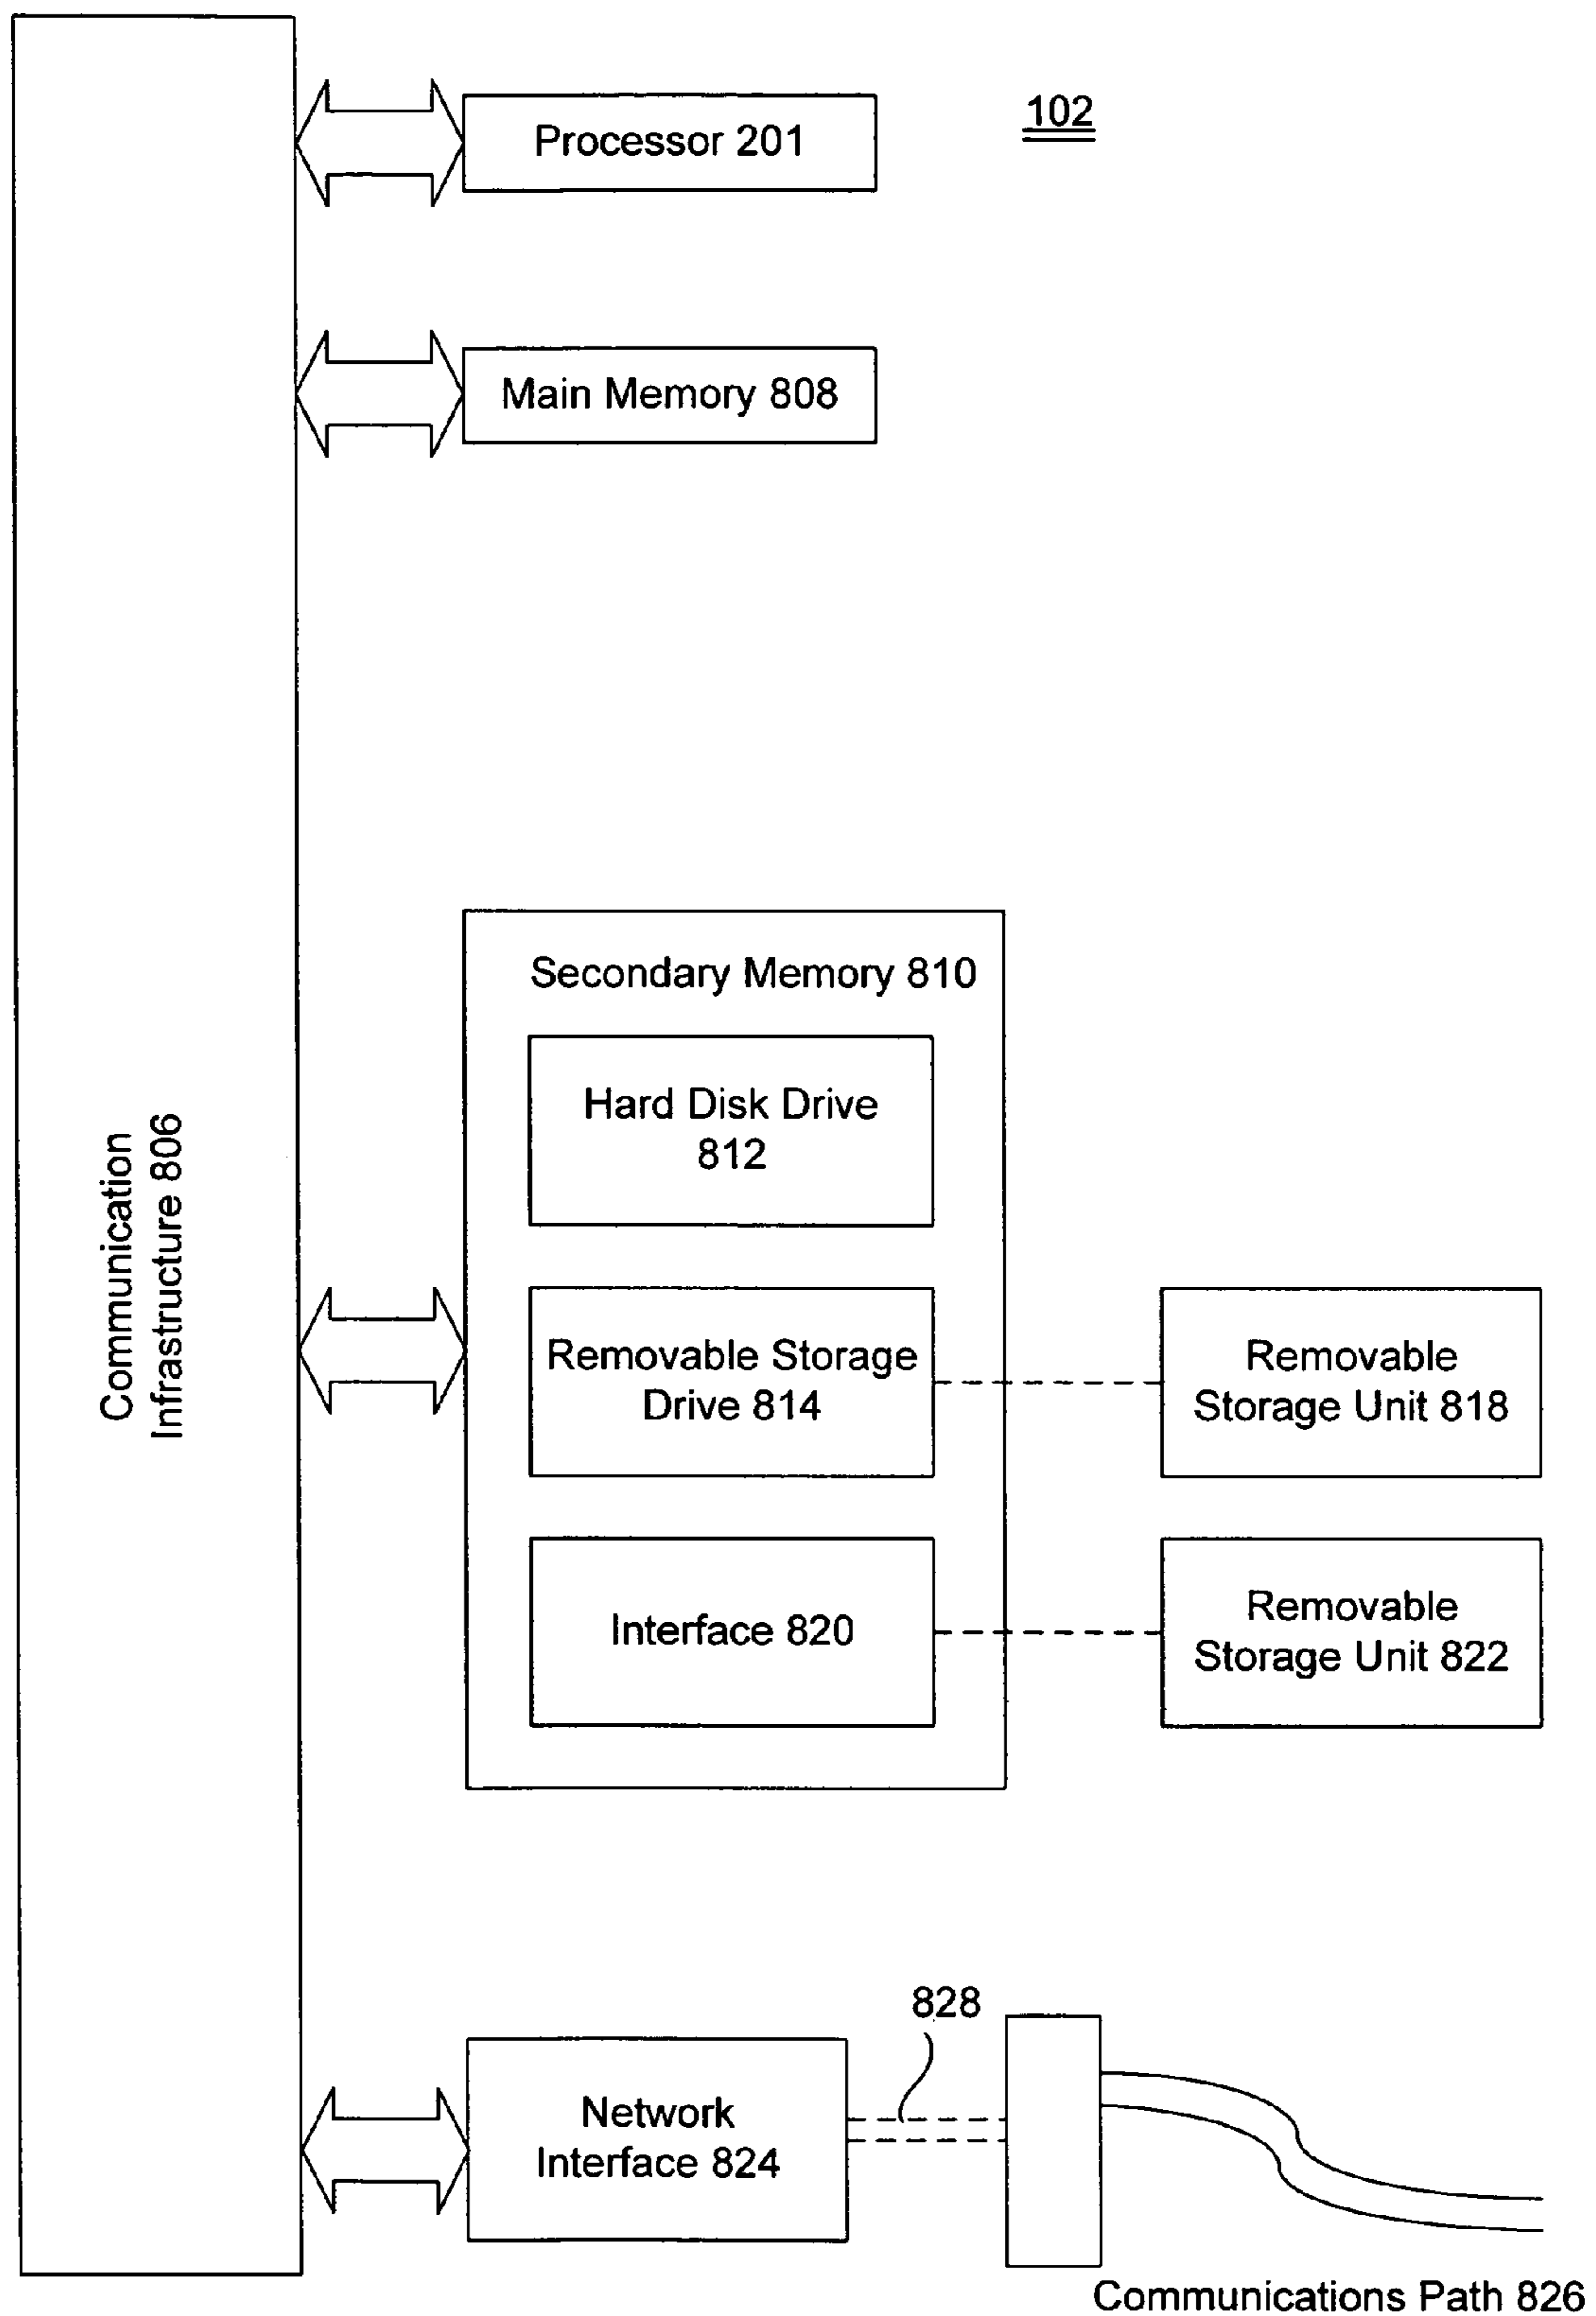 Processor 201
102
Main Memory 808
Secondary Memory 810
Hard Disk Drive
812
Communication
Infrastructure 806
Removable Storage
Drive 814
Removable
Storage Unit 818
Interface 820
Removable
Storage Unit 822
828
Network
Interface 824
Communications Path 826